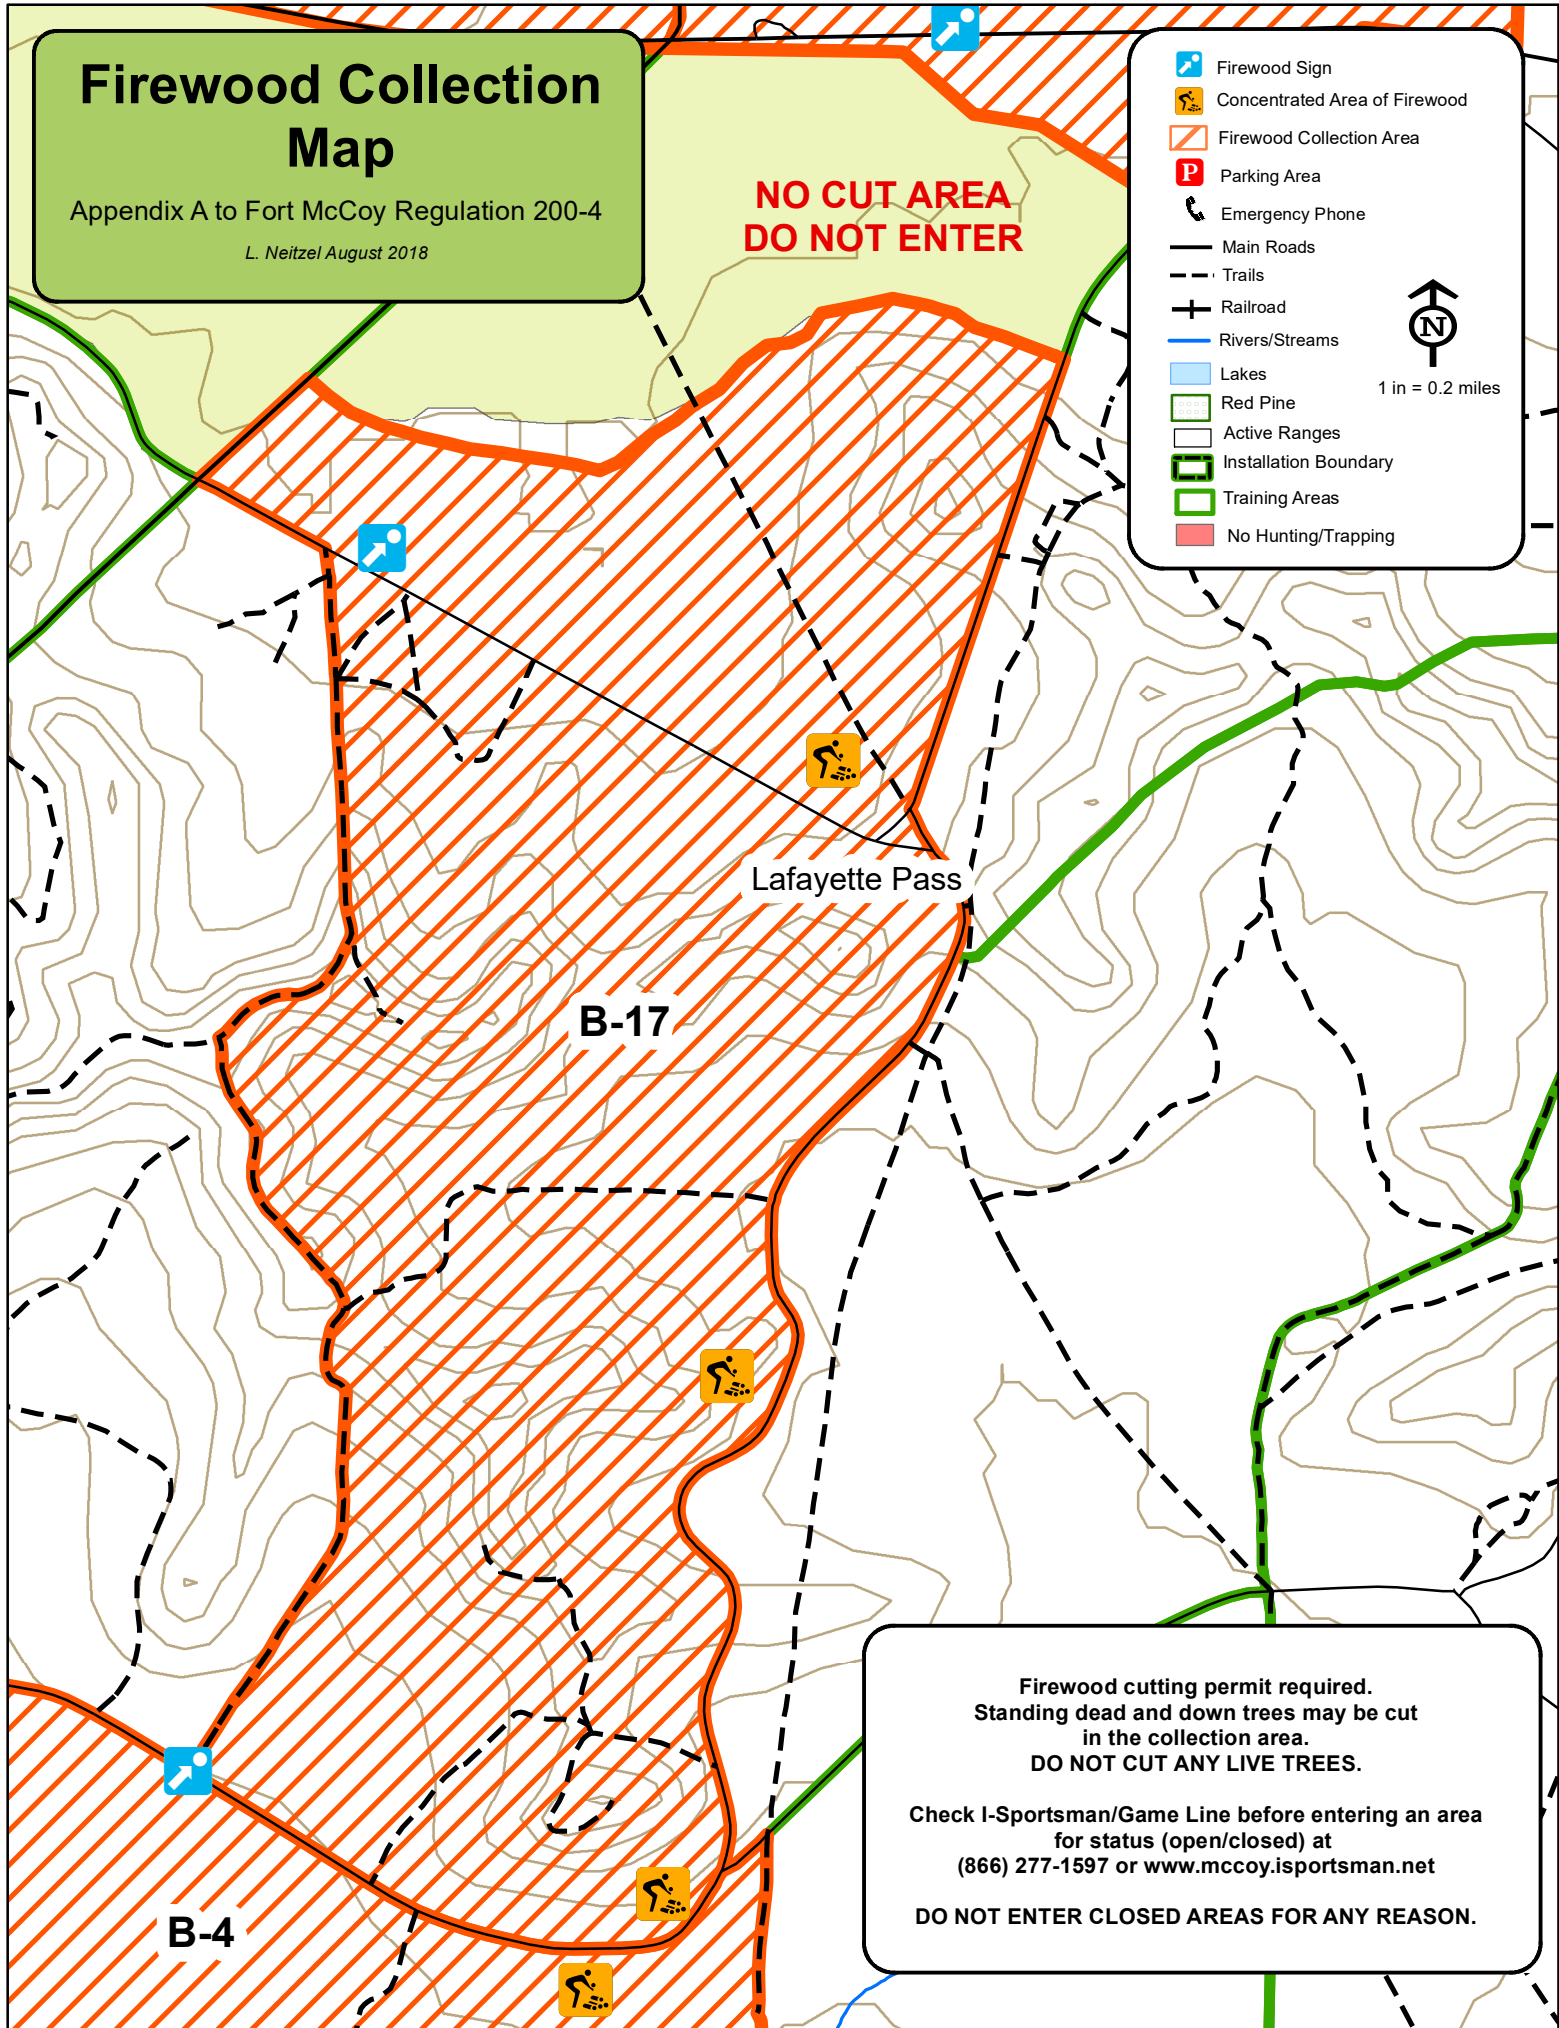 Firewood Collection
Map
Appendix A to Fort McCoy Regulation 200-4
L. Neitzel August 2018
NO CUT AREA
DO NOT ENTER
Firewood Sign
Concentrated Area of Firewood
Firewood Collection Area
P
Parking Area
Emergency Phone
Main Roads
Trails
Railroad
Rivers/Streams
Lakes
Red Pine
Active Ranges
Installation Boundary
Training Areas
No Hunting/Trapping
N
1 in = 0.2 miles
Lafayette Pass
B-17
B-4
Firewood cutting permit required.
Standing dead and down trees may be cut
in the collection area.
DO NOT CUT ANY LIVE TREES.
Check I-Sportsman/Game Line before entering an area
for status (open/closed) at
(866) 277-1597 or www.mccoy.isportsman.net
DO NOT ENTER CLOSED AREAS FOR ANY REASON.